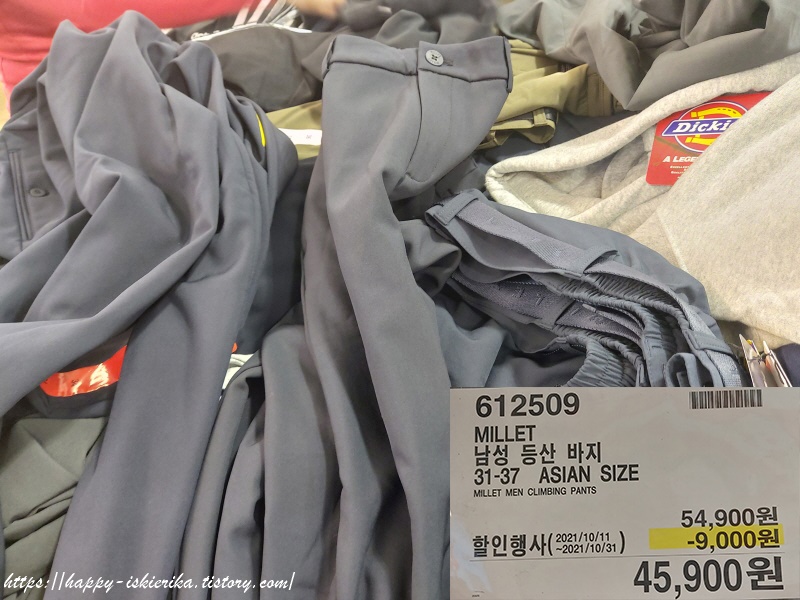 Dickie
A LEGEN
612509
MILLET
남성 등산 바지
31-37 ASIAN SIZE
MILLET MEN CLIMBING PANTS
54,900원
할인행사(2021/10/11 ~2021/10/31) -9,000원
45,900원
https://happy-iskierika.tistory.com/